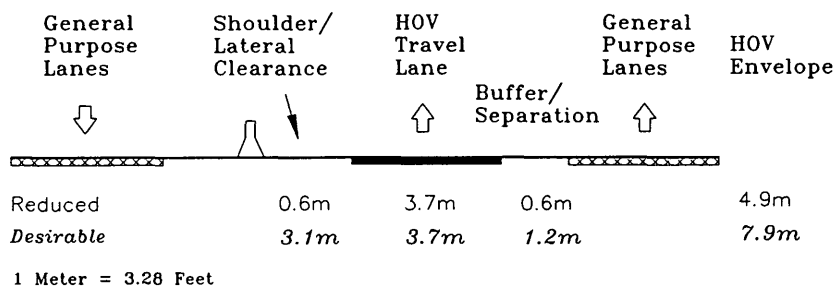 General
Purpose
Lanes
Shoulder/
Lateral
Clearance
HOV
Travel
Lane
Buffer/
Separation
General
Purpose
Lanes
HOV
Envelope
Reduced 0.6m 3.7m 0.6m 4.9m
Desirable 3.1m 3.7m 1.2m 7.9m
1 Meter = 3.28 Feet